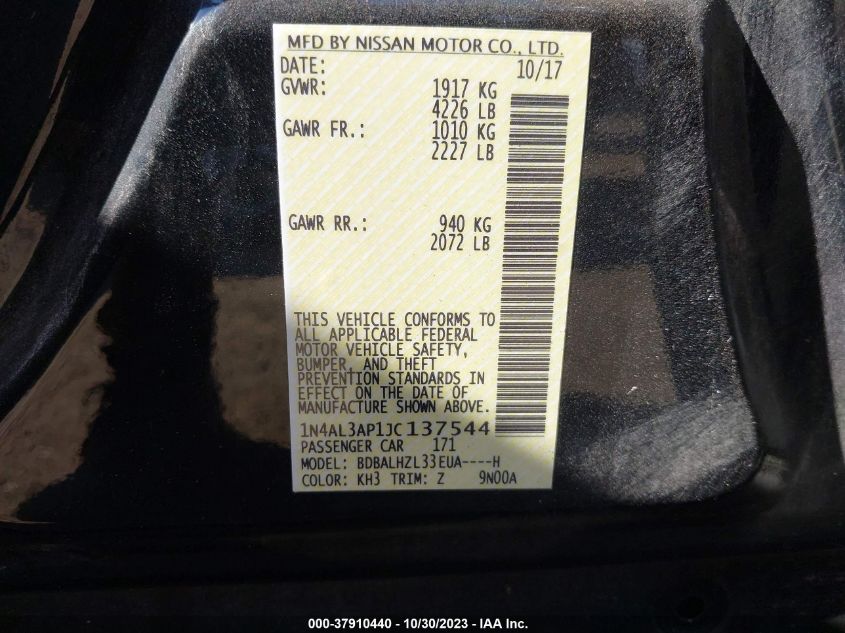 MFD BY NISSAN MOTOR CO., LTD.
DATE: 10/17
GVWR: 1917 KG
4226 LB
GAWR FR.: 1010 KG
2227 LB
GAWR RR.: 940 KG
2072 LB
THIS VEHICLE CONFORMS TO
ALL APPLICABLE FEDERAL
MOTOR VEHICLE SAFETY,
BUMPER, AND THEFT
PREVENTION STANDARDS IN
EFFECT ON THE DATE OF
MANUFACTURE SHOWN ABOVE.
1N4AL3AP1JC137544
PASSENGER CAR 171
MODEL: BDBALHZL33EUA----H
COLOR: KH3 TRIM: Z 9N00A
000-37910440 - 10/30/2023 - IAA Inc.